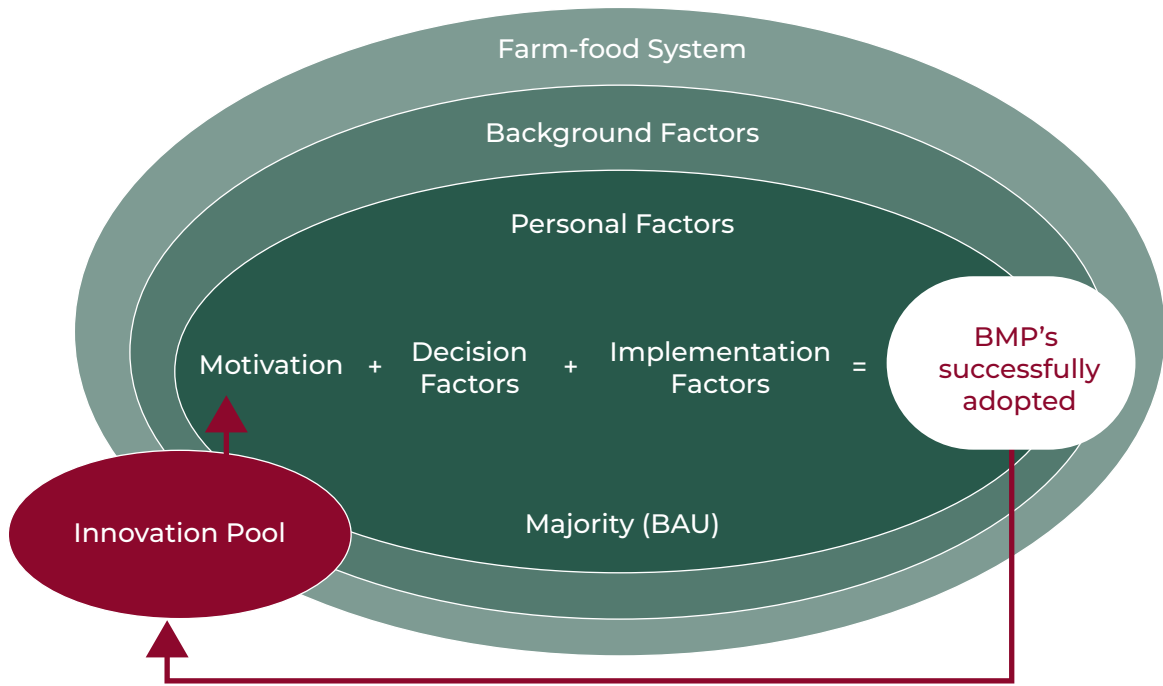 Farm-food System
Background Factors
Personal Factors
Motivation + Decision Factors + Implementation Factors =
BMP's
successfully
adopted
Innovation Pool
Majority (BAU)